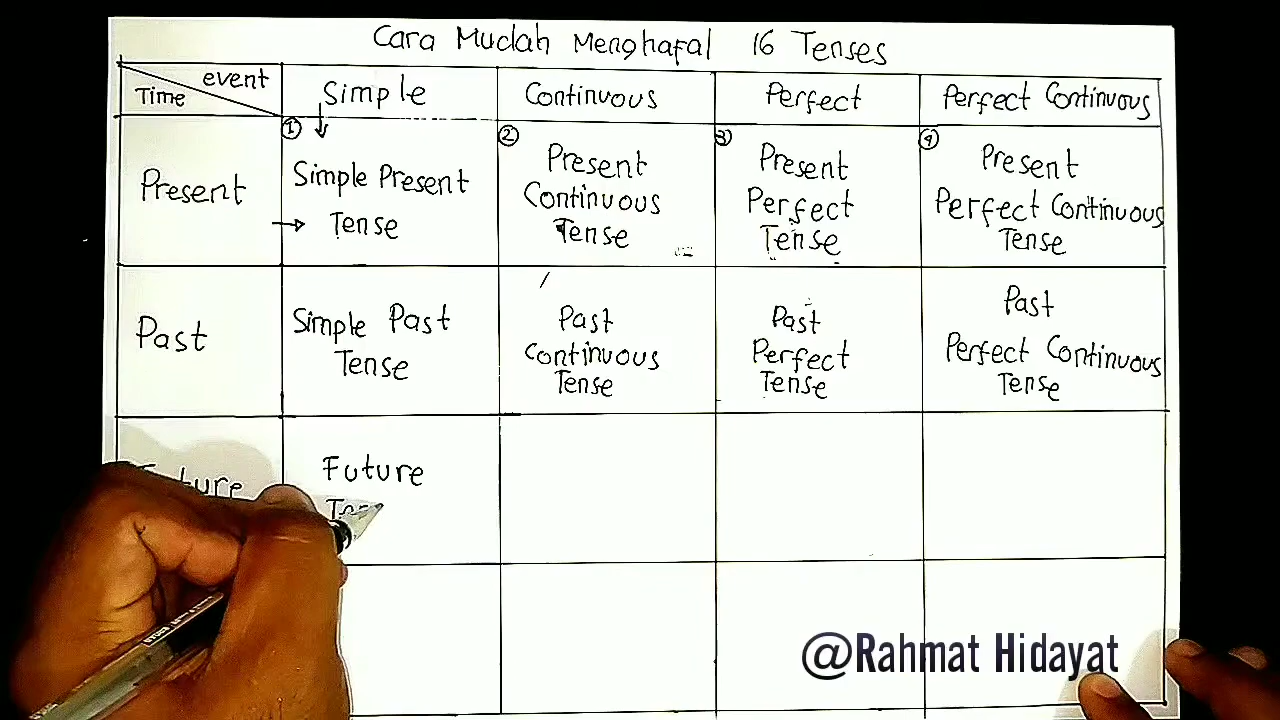 Cara Mudah Menghafal 16 Tenses
event
Time
Simple
Continuous
Perfect
Perfect Continuous
Present
①
Simple Present
Tense
②
Present
Continuous
Tense
③
Present
Perfect
Tense
④
Present
Perfect Continuous
Tense
Past
Simple Past
Tense
Past
Continuous
Tense
Past
Perfect
Tense
Past
Perfect Continuous
Tense
Future
Future
@Rahmat Hidayat